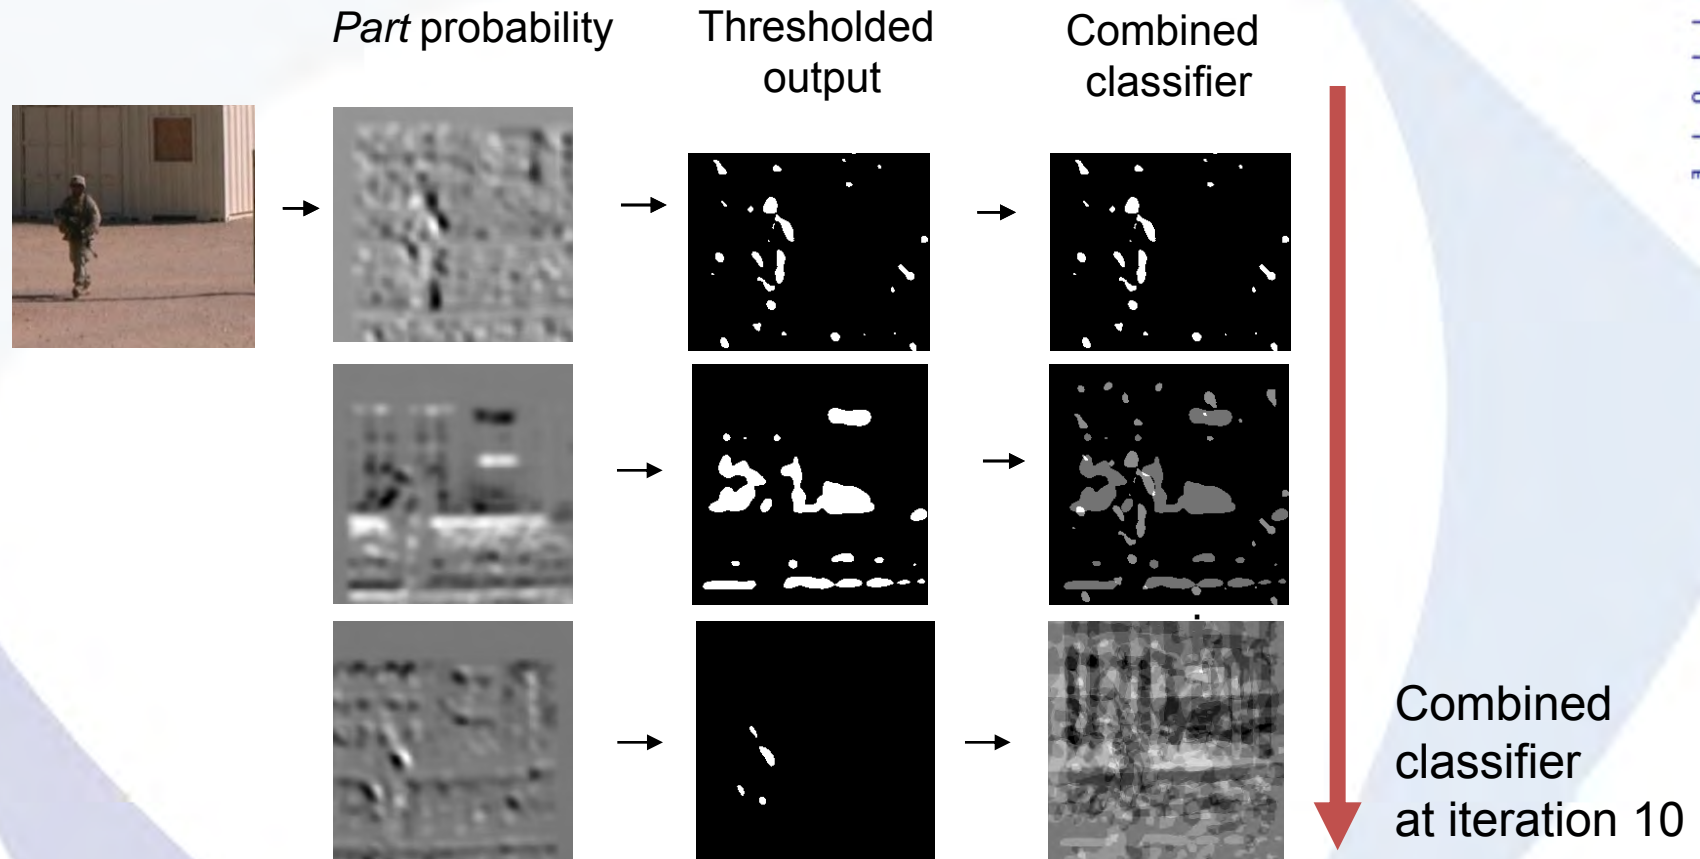 Part probability
Thresholded
output
Combined
classifier
Combined
classifier
at iteration 10